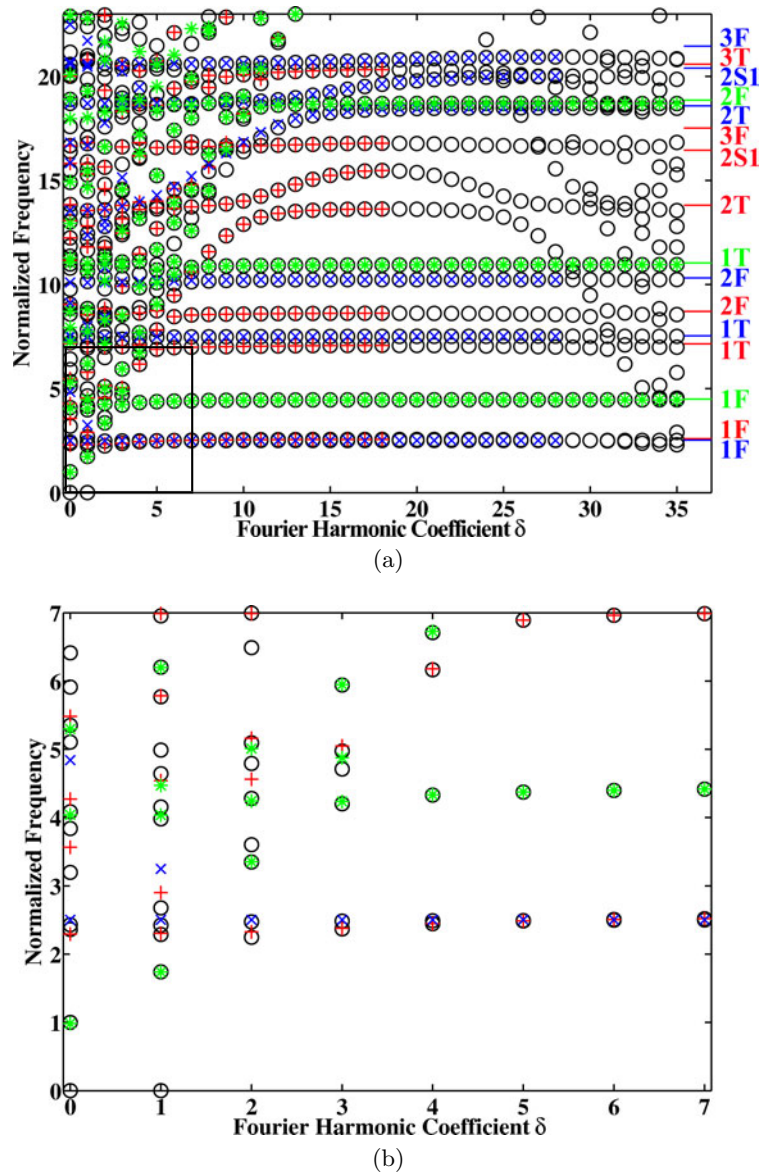 Normalized Frequency
20
15
10
5
0
0 5 10 15 20 25 30 35
Fourier Harmonic Coefficient δ
3F
3T
2S1
2F
2T
3F
2S1
2T
1T
2F
2F
1T
1T
1F
1F
1F
(a)
Normalized Frequency
7
6
5
4
3
2
1
0
0 1 2 3 4 5 6 7
Fourier Harmonic Coefficient δ
(b)